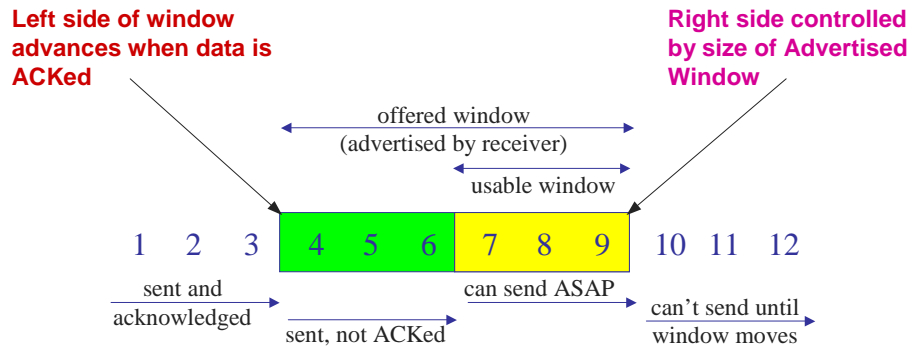 Left side of window
advances when data is
ACKed
Right side controlled
by size of Advertised
Window
offered window
(advertised by receiver)
usable window
1 2 3 4 5 6 7 8 9 10 11 12
sent and
acknowledged
sent, not ACKed
can send ASAP
can't send until
window moves